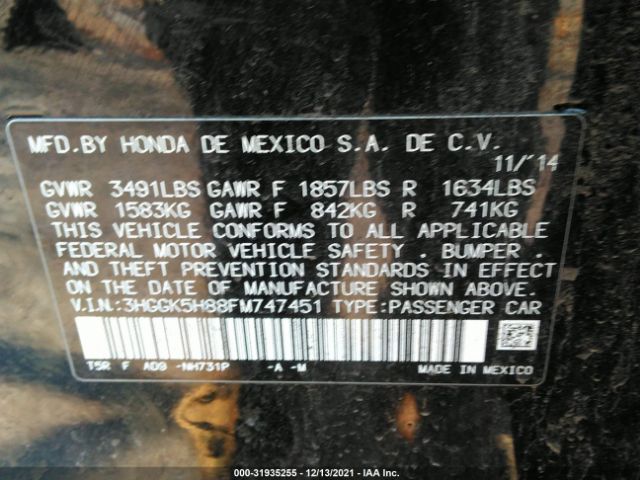 MFD.BY HONDA DE MEXICO S.A. DE C.V.
11/'14
GVWR 3491LBS GAWR F 1857LBS R 1634LBS
GVWR 1583KG GAWR F 842KG R 741KG
THIS VEHICLE CONFORMS TO ALL APPLICABLE
FEDERAL MOTOR VEHICLE SAFETY . BUMPER .
AND THEFT PREVENTION STANDARDS IN EFFECT
ON THE DATE OF MANUFACTURE SHOWN ABOVE.
V.I.N.:3HGGK5H88FM747451 TYPE:PASSENGER CAR
T5R F AD9 -NH731P -A -M MADE IN MEXICO
000-31935255 - 12/13/2021 - IAA Inc.